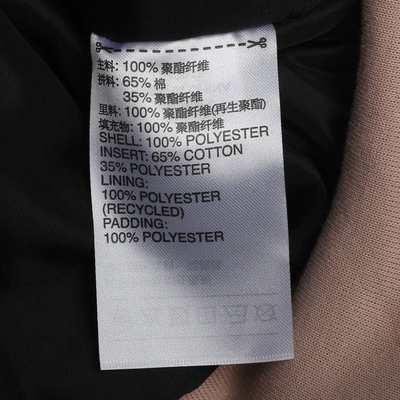 主料: 100% 聚酯纤维
拼料: 65% 棉
35% 聚酯纤维
里料: 100% 聚酯纤维(再生聚酯)
填充物: 100% 聚酯纤维
SHELL: 100% POLYESTER
INSERT: 65% COTTON
35% POLYESTER
LINING:
100% POLYESTER
(RECYCLED)
PADDING:
100% POLYESTER